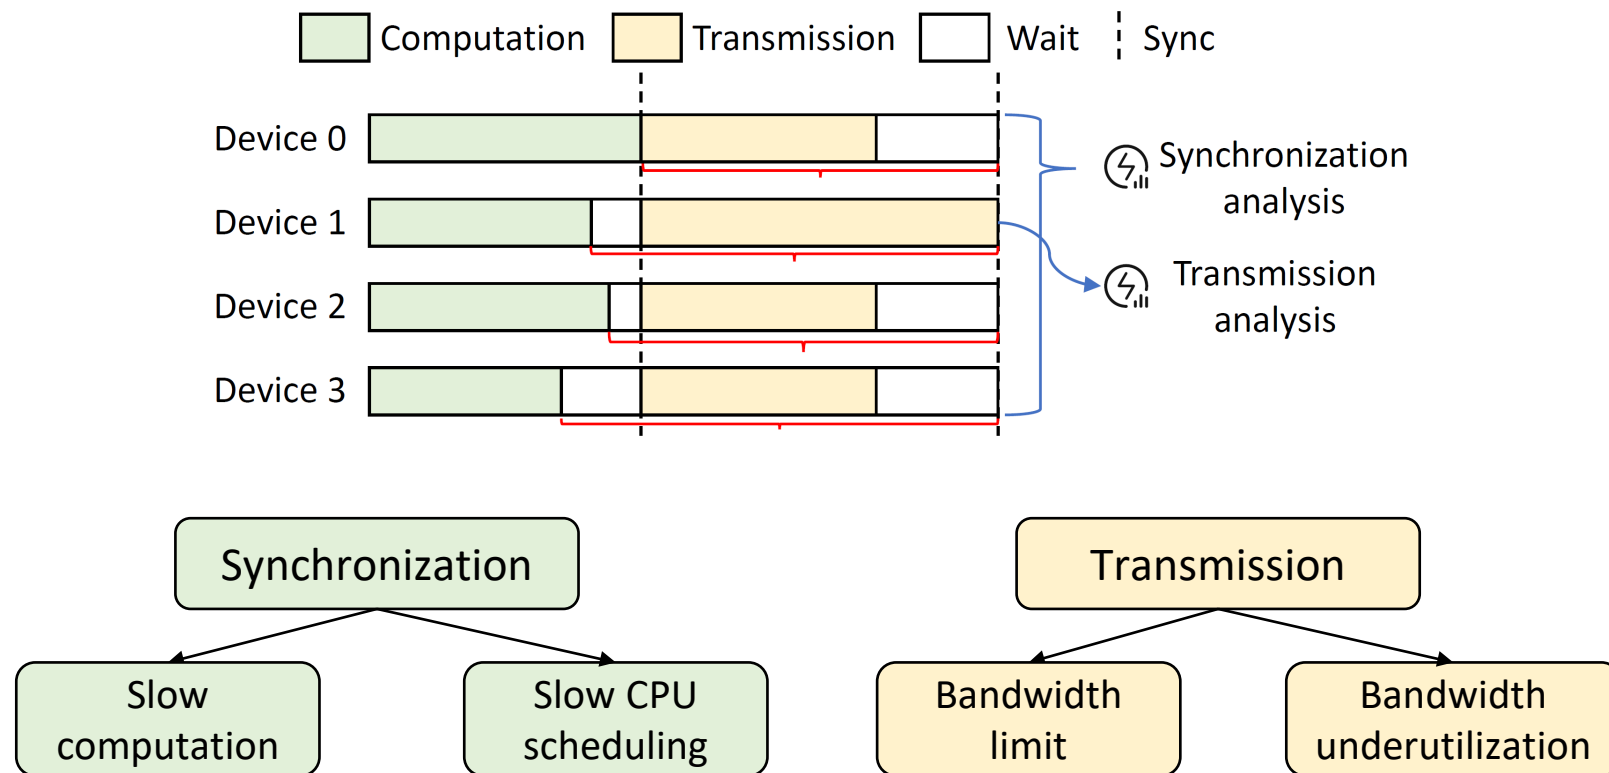 Computation Transmission Wait Sync
Device 0
Synchronization
analysis
Device 1
Transmission
analysis
Device 2
Device 3
Synchronization
Transmission
Slow
computation
Slow CPU
scheduling
Bandwidth
limit
Bandwidth
underutilization